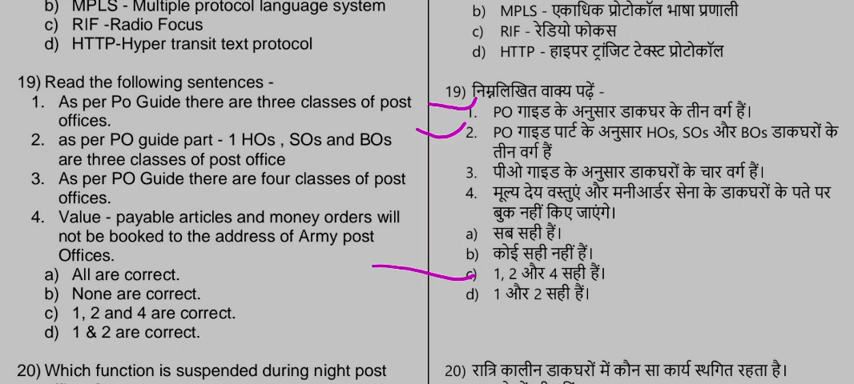 b) MPLS - Multiple protocol language system
c) RIF -Radio Focus
d) HTTP-Hyper transit text protocol
19) Read the following sentences -
1. As per Po Guide there are three classes of post
offices.
2. as per PO guide part - 1 HOs , SOs and BOs
are three classes of post office
3. As per PO Guide there are four classes of post
offices.
4. Value - payable articles and money orders will
not be booked to the address of Army post
Offices.
a) All are correct.
b) None are correct.
c) 1, 2 and 4 are correct.
d) 1 & 2 are correct.
20) Which function is suspended during night post
b) MPLS - एकाधिक प्रोटोकॉल भाषा प्रणाली
c) RIF - रेडियो फोकस
d) HTTP - हाइपर ट्रांजिट टेक्स्ट प्रोटोकॉल
19) निम्नलिखित वाक्य पढ़ें -
1. PO गाइड के अनुसार डाकघर के तीन वर्ग हैं।
2. PO गाइड पार्ट के अनुसार HOs, SOs और BOs डाकघरों के
तीन वर्ग हैं
3. पीओ गाइड के अनुसार डाकघरों के चार वर्ग हैं।
4. मूल्य देय वस्तुएं और मनीआर्डर सेना के डाकघरों के पते पर
बुक नहीं किए जाएंगे।
a) सब सही हैं।
b) कोई सही नहीं हैं।
c) 1, 2 और 4 सही हैं।
d) 1 और 2 सही हैं।
20) रात्रि कालीन डाकघरों में कौन सा कार्य स्थगित रहता है।